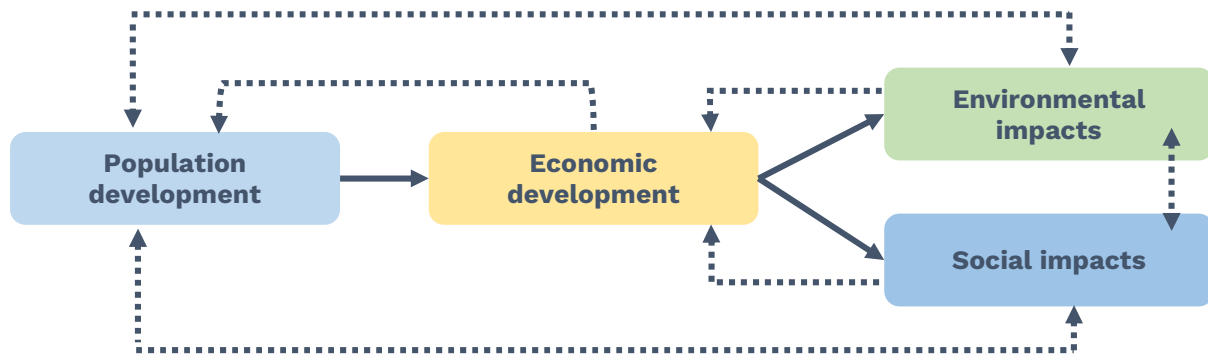 Population
development
Economic
development
Environmental
impacts
Social impacts